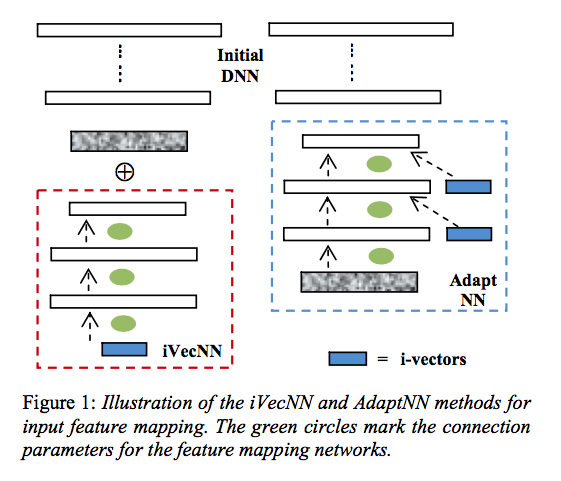 Initial
DNN
iVecNN
Adapt
NN
= i-vectors
Figure 1: Illustration of the iVecNN and AdaptNN methods for
input feature mapping. The green circles mark the connection
parameters for the feature mapping networks.